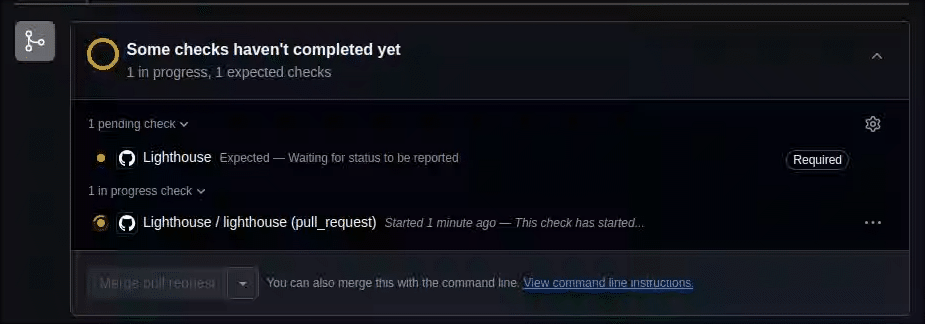 Some checks haven't completed yet
1 in progress, 1 expected checks
1 pending check
Lighthouse Expected — Waiting for status to be reported Required
1 in progress check
Lighthouse / lighthouse (pull_request) Started 1 minute ago — This check has started...
Merge pull request You can also merge this with the command line. View command line instructions.